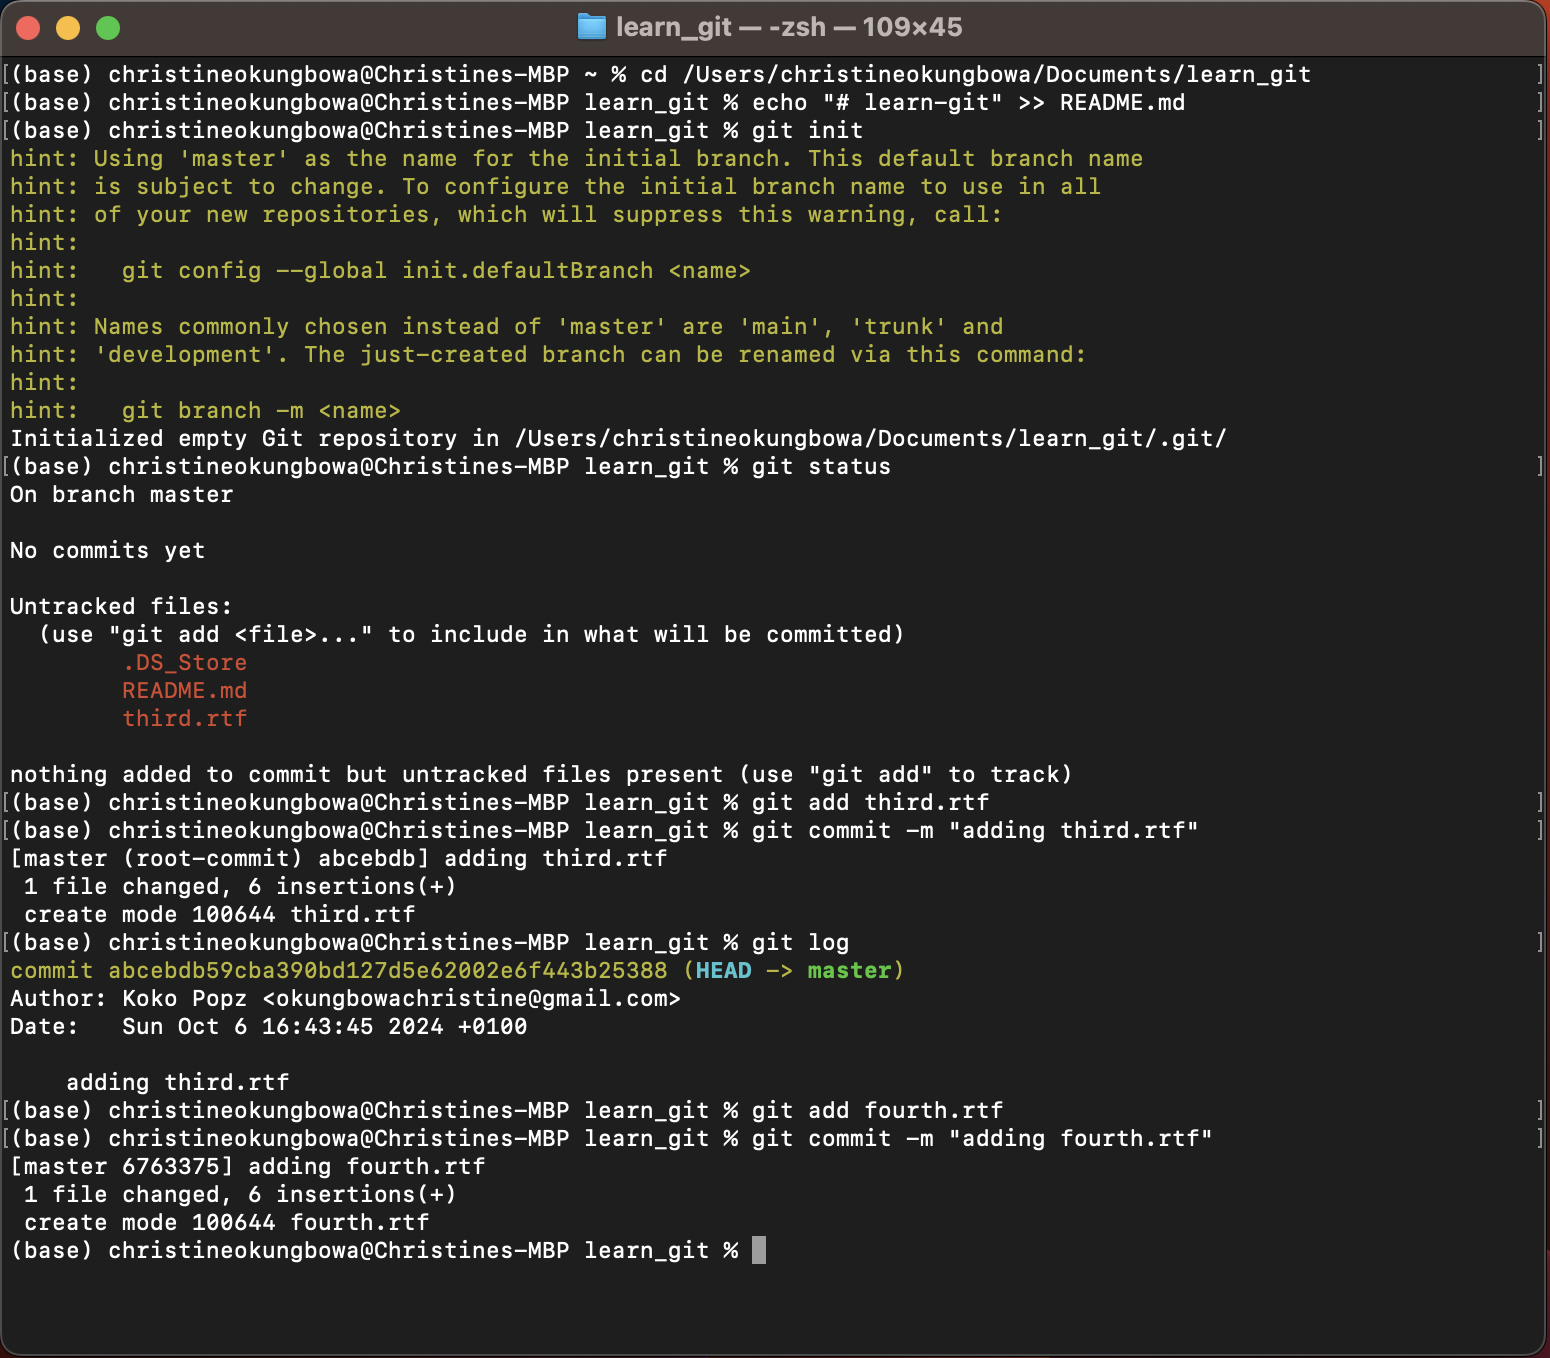 learn_git — -zsh — 109×45
[(base) christineokungbowa@Christines-MBP ~ % cd /Users/christineokungbowa/Documents/learn_git ]
[(base) christineokungbowa@Christines-MBP learn_git % echo "# learn-git" >> README.md ]
[(base) christineokungbowa@Christines-MBP learn_git % git init ]
hint: Using 'master' as the name for the initial branch. This default branch name
hint: is subject to change. To configure the initial branch name to use in all
hint: of your new repositories, which will suppress this warning, call:
hint:
hint:   git config --global init.defaultBranch <name>
hint:
hint: Names commonly chosen instead of 'master' are 'main', 'trunk' and
hint: 'development'. The just-created branch can be renamed via this command:
hint:
hint:   git branch -m <name>
Initialized empty Git repository in /Users/christineokungbowa/Documents/learn_git/.git/
[(base) christineokungbowa@Christines-MBP learn_git % git status ]
On branch master

No commits yet

Untracked files:
  (use "git add <file>..." to include in what will be committed)
        .DS_Store
        README.md
        third.rtf

nothing added to commit but untracked files present (use "git add" to track)
[(base) christineokungbowa@Christines-MBP learn_git % git add third.rtf ]
[(base) christineokungbowa@Christines-MBP learn_git % git commit -m "adding third.rtf" ]
[master (root-commit) abcebdb] adding third.rtf
 1 file changed, 6 insertions(+)
 create mode 100644 third.rtf
[(base) christineokungbowa@Christines-MBP learn_git % git log ]
commit abcebdb59cba390bd127d5e62002e6f443b25388 (HEAD -> master)
Author: Koko Popz <okungbowachristine@gmail.com>
Date:   Sun Oct 6 16:43:45 2024 +0100

    adding third.rtf
[(base) christineokungbowa@Christines-MBP learn_git % git add fourth.rtf ]
[(base) christineokungbowa@Christines-MBP learn_git % git commit -m "adding fourth.rtf" ]
[master 6763375] adding fourth.rtf
 1 file changed, 6 insertions(+)
 create mode 100644 fourth.rtf
(base) christineokungbowa@Christines-MBP learn_git %